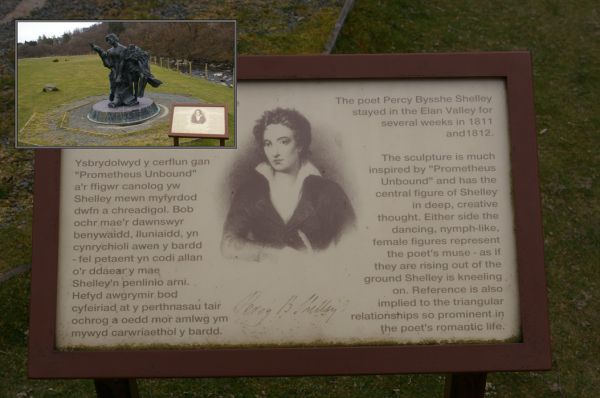 Ysbrydolwyd y cerflun gan
"Prometheus Unbound"
a'r ffigwr canolog yw
Shelley mewn myfyrdod
dwfn a chreadigol. Bob
ochr mae'r dawnswyr
benywaidd, lluniaidd, yn
cynrychioli awen y bardd
- fel petaent yn codi allan
o'r ddaear y mae
Shelley'n penlinio arni.
Hefyd awgrymir bod
cyfeiriad at y perthnasau tair
ochrog a oedd mor amlwg ym
mywyd carwriaethol y bardd.
Percy B Shelley
The poet Percy Bysshe Shelley
stayed in the Elan Valley for
several weeks in 1811
and1812.
The sculpture is much
inspired by "Prometheus
Unbound" and has the
central figure of Shelley
in deep, creative
thought. Either side the
dancing, nymph-like,
female figures represent
the poet's muse - as if
they are rising out of the
ground Shelley is kneeling
on. Reference is also
implied to the triangular
relationships so prominent in
the poet's romatic life.